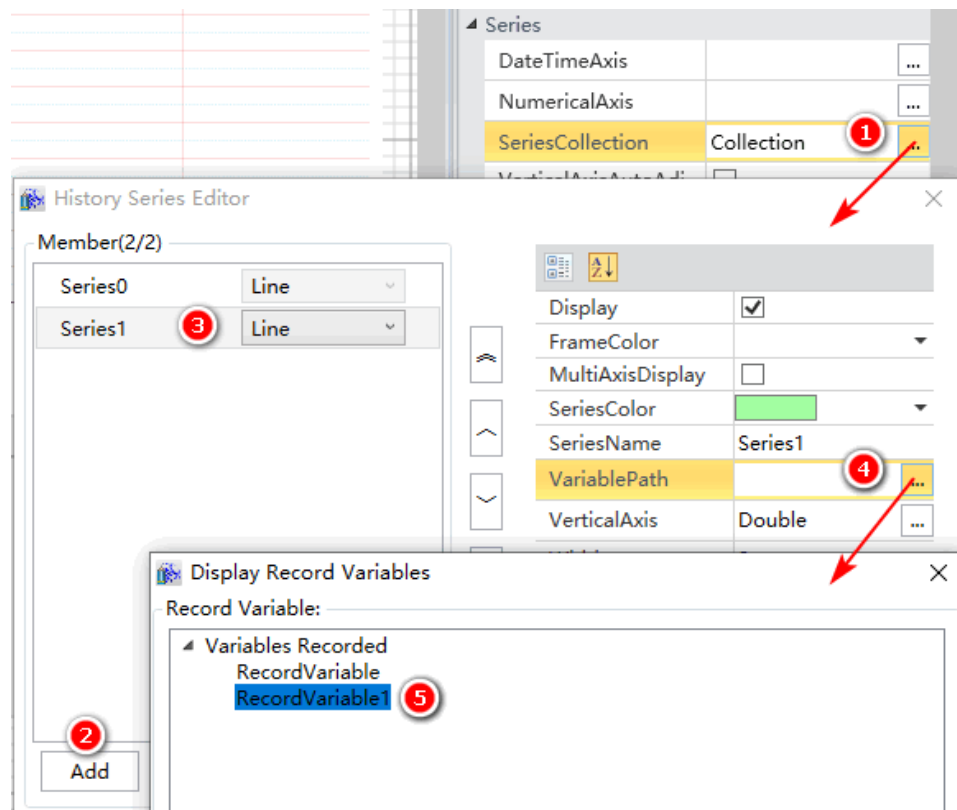 Series
DateTimeAxis ...
NumericalAxis ...
SeriesCollection Collection 1
History Series Editor
Member(2/2)
Series0 Line
Series1 3 Line
Display
FrameColor
MultiAxisDisplay
SeriesColor
SeriesName Series1
VariablePath 4 ...
VerticalAxis Double ...
Display Record Variables
Record Variable:
Variables Recorded
RecordVariable
RecordVariable1 5
2
Add